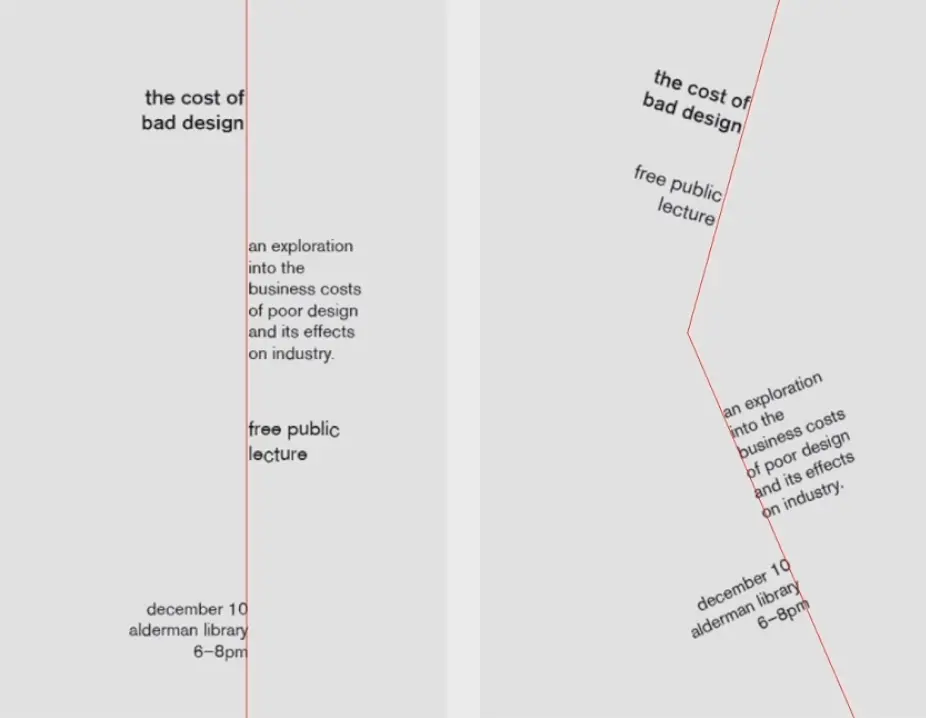 the cost of
bad design
an exploration
into the
business costs
of poor design
and its effects
on industry.
free public
lecture
december 10
alderman library
6–8pm
the cost of
bad design
free public
lecture
an exploration
into the
business costs
of poor design
and its effects
on industry.
december 10
alderman library
6–8pm